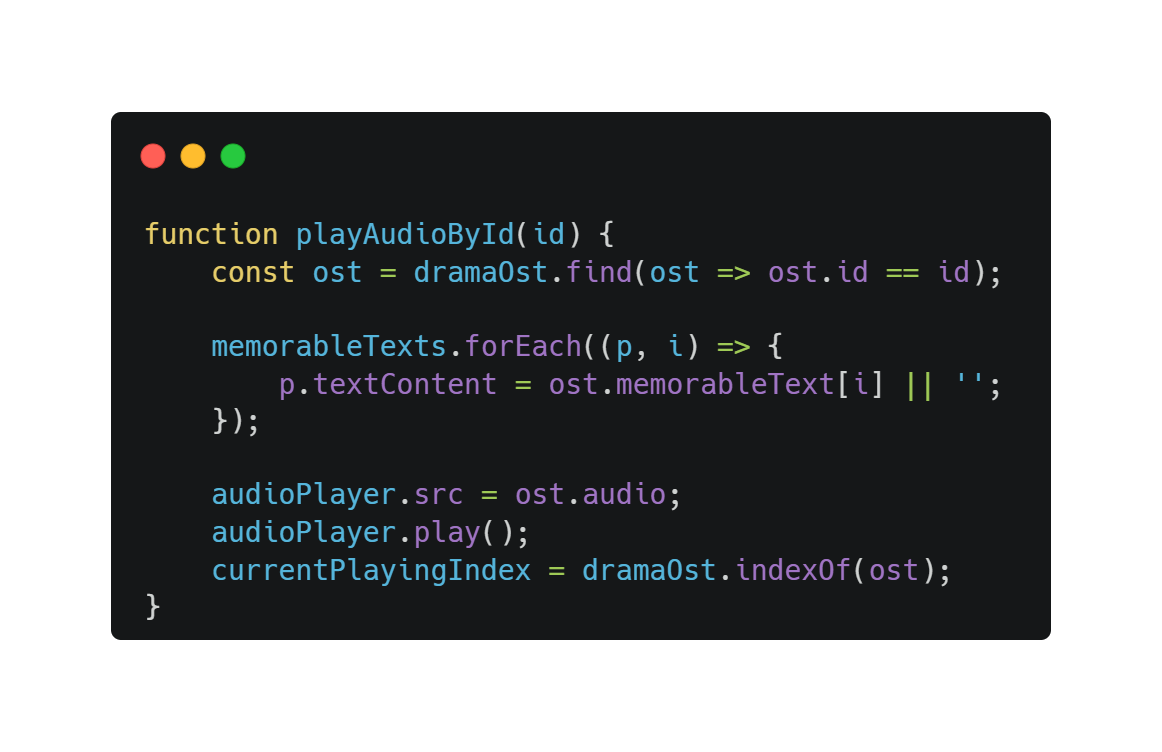 function playAudioById(id) {
    const ost = dramaOst.find(ost => ost.id == id);

    memorableTexts.forEach((p, i) => {
        p.textContent = ost.memorableText[i] || '';
    });

    audioPlayer.src = ost.audio;
    audioPlayer.play();
    currentPlayingIndex = dramaOst.indexOf(ost);
}